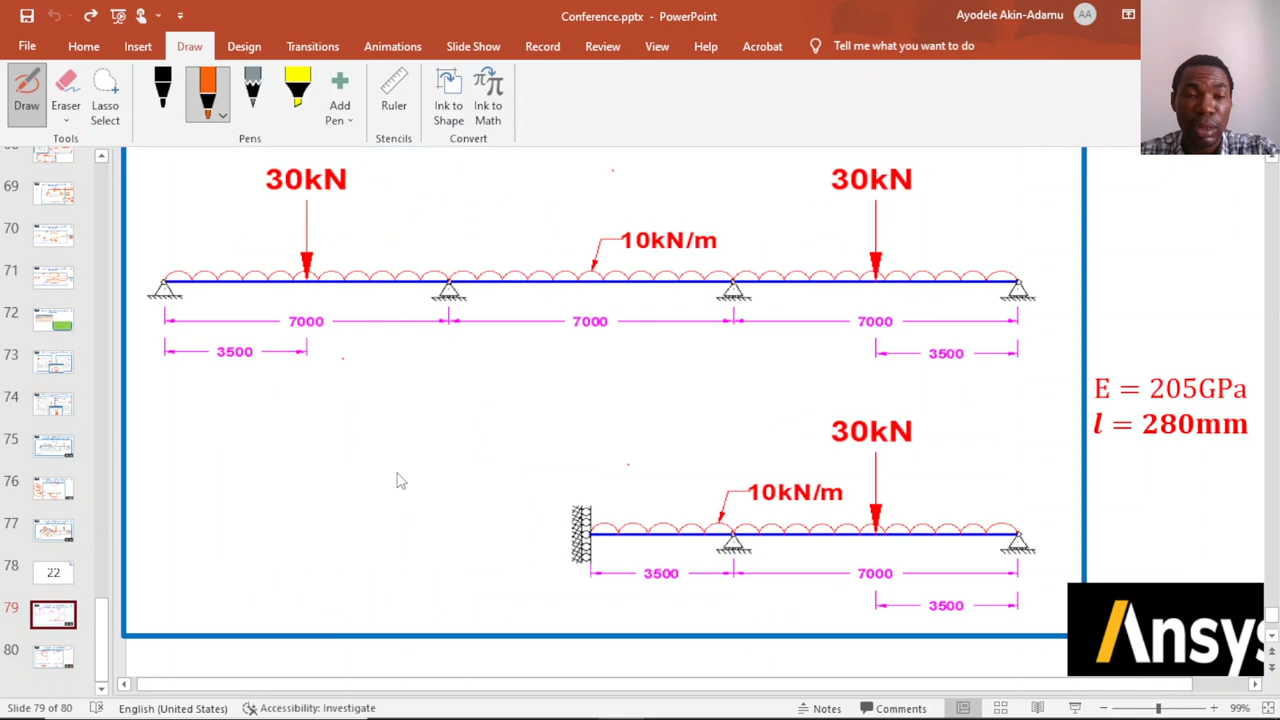 Conference.pptx - PowerPoint
Ayodele Akin-Adamu
AA
File Home Insert Draw Design Transitions Animations Slide Show Record Review View Help Acrobat Tell me what you want to do
Draw
Eraser
Lasso Select
Add Pen
Ruler
Ink to Shape
Ink to Math
Tools
Pens
Stencils
Convert
69
70
71
72
73
74
75
76
77
78
22
79
80
30kN
30kN
10kN/m
7000
7000
7000
3500
3500
E = 205GPa
l = 280mm
30kN
10kN/m
3500
7000
3500
Ansys
Slide 79 of 80
English (United States)
Accessibility: Investigate
Notes
Comments
99%